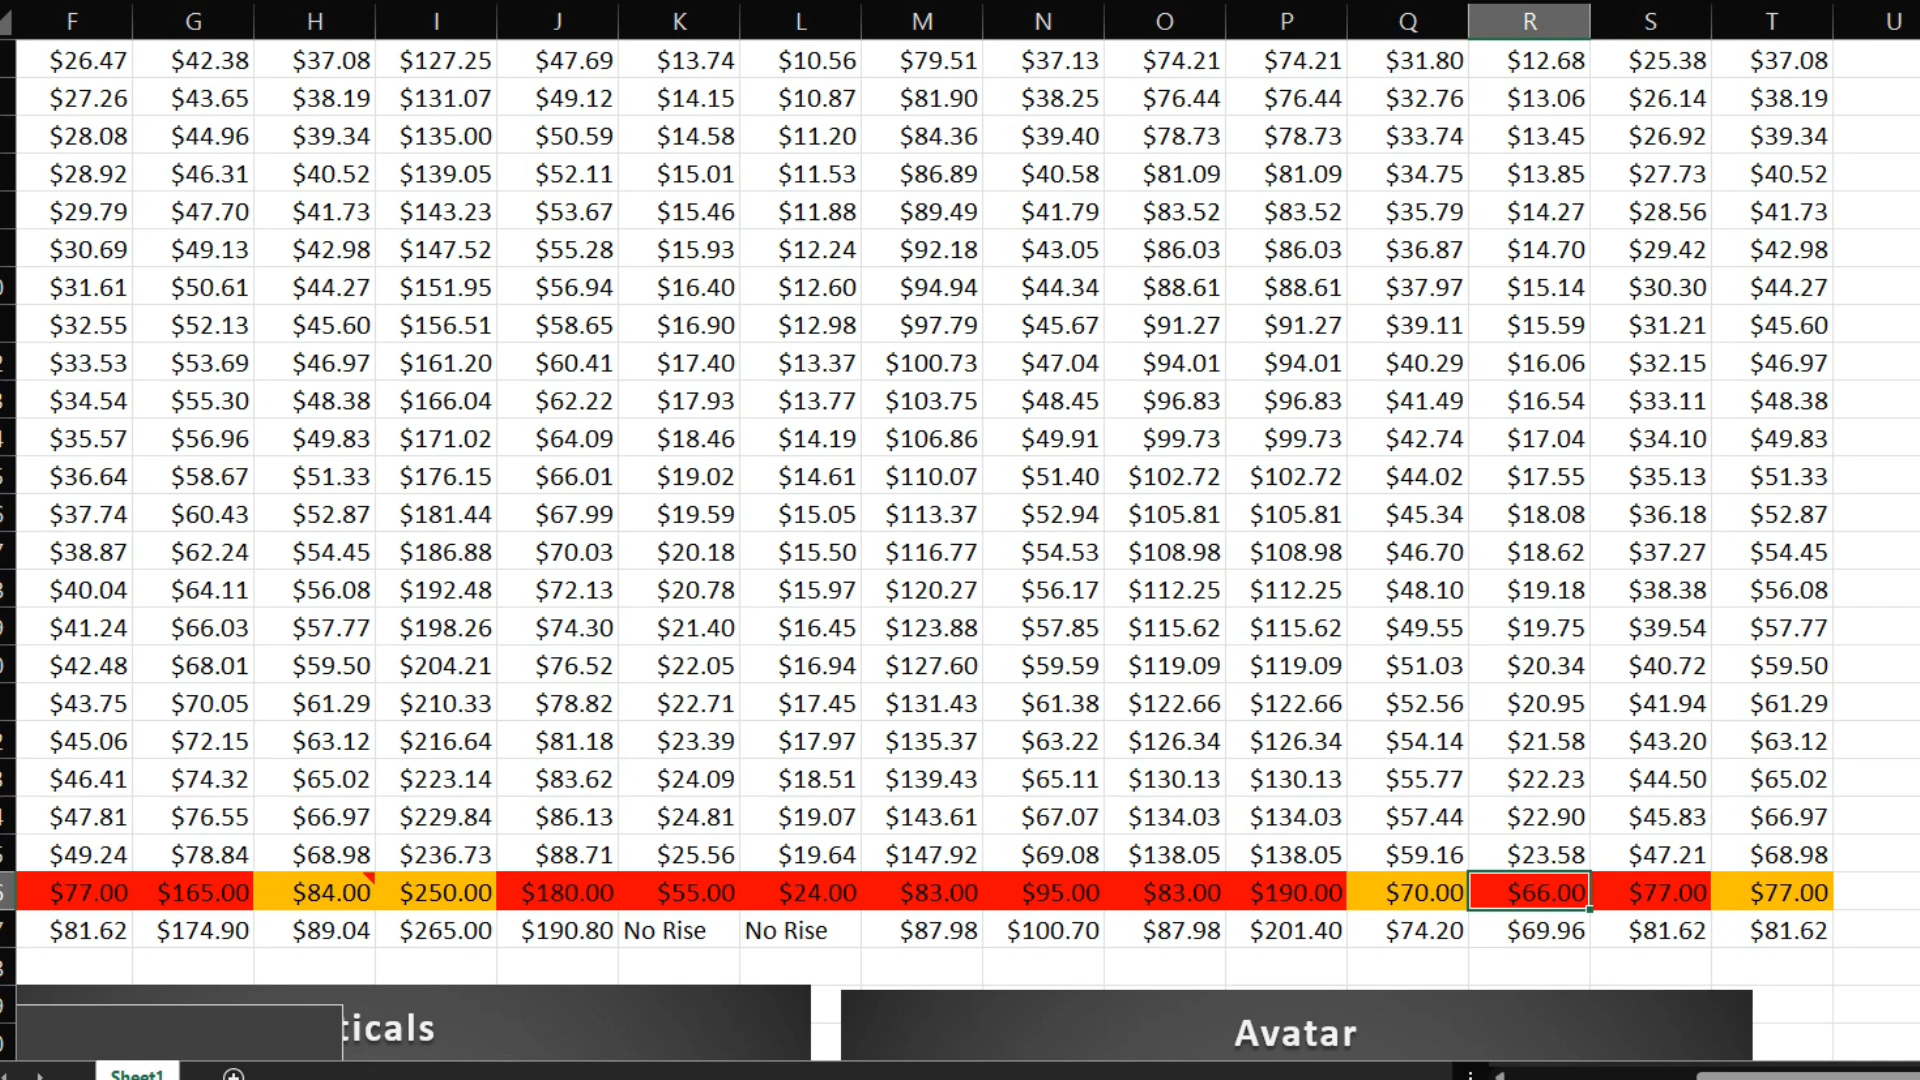 F G H I J K L M N O P Q R S T U
$26.47 $42.38 $37.08 $127.25 $47.69 $13.74 $10.56 $79.51 $37.13 $74.21 $74.21 $31.80 $12.68 $25.38 $37.08
$27.26 $43.65 $38.19 $131.07 $49.12 $14.15 $10.87 $81.90 $38.25 $76.44 $76.44 $32.76 $13.06 $26.14 $38.19
$28.08 $44.96 $39.34 $135.00 $50.59 $14.58 $11.20 $84.36 $39.40 $78.73 $78.73 $33.74 $13.45 $26.92 $39.34
$28.92 $46.31 $40.52 $139.05 $52.11 $15.01 $11.53 $86.89 $40.58 $81.09 $81.09 $34.75 $13.85 $27.73 $40.52
$29.79 $47.70 $41.73 $143.23 $53.67 $15.46 $11.88 $89.49 $41.79 $83.52 $83.52 $35.79 $14.27 $28.56 $41.73
$30.69 $49.13 $42.98 $147.52 $55.28 $15.93 $12.24 $92.18 $43.05 $86.03 $86.03 $36.87 $14.70 $29.42 $42.98
$31.61 $50.61 $44.27 $151.95 $56.94 $16.40 $12.60 $94.94 $44.34 $88.61 $88.61 $37.97 $15.14 $30.30 $44.27
$32.55 $52.13 $45.60 $156.51 $58.65 $16.90 $12.98 $97.79 $45.67 $91.27 $91.27 $39.11 $15.59 $31.21 $45.60
$33.53 $53.69 $46.97 $161.20 $60.41 $17.40 $13.37 $100.73 $47.04 $94.01 $94.01 $40.29 $16.06 $32.15 $46.97
$34.54 $55.30 $48.38 $166.04 $62.22 $17.93 $13.77 $103.75 $48.45 $96.83 $96.83 $41.49 $16.54 $33.11 $48.38
$35.57 $56.96 $49.83 $171.02 $64.09 $18.46 $14.19 $106.86 $49.91 $99.73 $99.73 $42.74 $17.04 $34.10 $49.83
$36.64 $58.67 $51.33 $176.15 $66.01 $19.02 $14.61 $110.07 $51.40 $102.72 $102.72 $44.02 $17.55 $35.13 $51.33
$37.74 $60.43 $52.87 $181.44 $67.99 $19.59 $15.05 $113.37 $52.94 $105.81 $105.81 $45.34 $18.08 $36.18 $52.87
$38.87 $62.24 $54.45 $186.88 $70.03 $20.18 $15.50 $116.77 $54.53 $108.98 $108.98 $46.70 $18.62 $37.27 $54.45
$40.04 $64.11 $56.08 $192.48 $72.13 $20.78 $15.97 $120.27 $56.17 $112.25 $112.25 $48.10 $19.18 $38.38 $56.08
$41.24 $66.03 $57.77 $198.26 $74.30 $21.40 $16.45 $123.88 $57.85 $115.62 $115.62 $49.55 $19.75 $39.54 $57.77
$42.48 $68.01 $59.50 $204.21 $76.52 $22.05 $16.94 $127.60 $59.59 $119.09 $119.09 $51.03 $20.34 $40.72 $59.50
$43.75 $70.05 $61.29 $210.33 $78.82 $22.71 $17.45 $131.43 $61.38 $122.66 $122.66 $52.56 $20.95 $41.94 $61.29
$45.06 $72.15 $63.12 $216.64 $81.18 $23.39 $17.97 $135.37 $63.22 $126.34 $126.34 $54.14 $21.58 $43.20 $63.12
$46.41 $74.32 $65.02 $223.14 $83.62 $24.09 $18.51 $139.43 $65.11 $130.13 $130.13 $55.77 $22.23 $44.50 $65.02
$47.81 $76.55 $66.97 $229.84 $86.13 $24.81 $19.07 $143.61 $67.07 $134.03 $134.03 $57.44 $22.90 $45.83 $66.97
$49.24 $78.84 $68.98 $236.73 $88.71 $25.56 $19.64 $147.92 $69.08 $138.05 $138.05 $59.16 $23.58 $47.21 $68.98
$77.00 $165.00 $84.00 $250.00 $180.00 $55.00 $24.00 $83.00 $95.00 $83.00 $190.00 $70.00 $66.00 $77.00 $77.00
$81.62 $174.90 $89.04 $265.00 $190.80 No Rise No Rise $87.98 $100.70 $87.98 $201.40 $74.20 $69.96 $81.62 $81.62
ticals Avatar
Sheet1